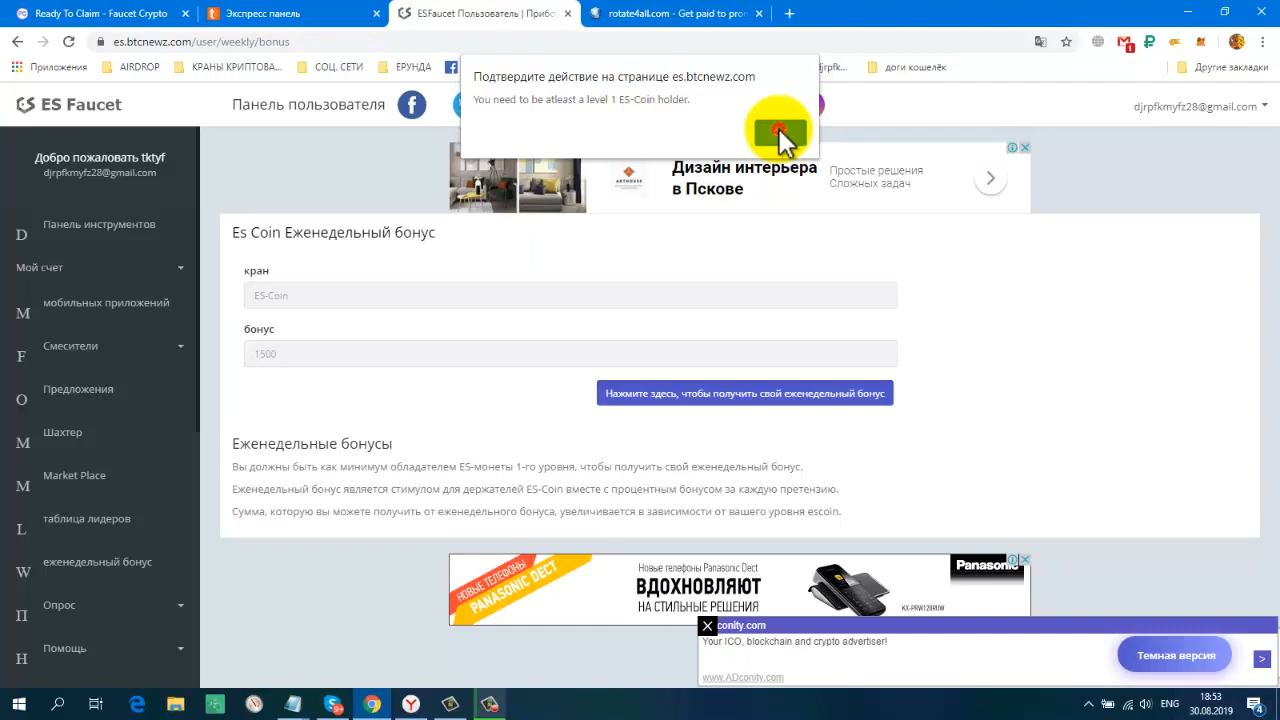 Ready To Claim - Faucet Crypto
Экспресс панель
ESFaucet Пользователь | Прибо
rotate4all.com - Get paid to pro
es.btcnewz.com/user/weekly/bonus
Приложения
AIRDROP
КРАНЫ КРИПТОВА...
СОЦ. СЕТИ
ЕРУНДА
djrpfk...
доги кошелёк
Другие закладки
Подтвердите действие на странице es.btcnewz.com
You need to be atleast a level 1 ES-Coin holder.
ES Faucet
Панель пользователя
djrpfkmyfz28@gmail.com
Добро пожаловать tktyf
djrpfkmyfz28@gmail.com
D Панель инструментов
Мой счет
M мобильных приложений
F Смесители
O Предложения
M Шахтер
M Market Place
L таблица лидеров
W еженедельный бонус
П Опрос
Н Помощь
ARTHOUSE
Дизайн интерьера
в Пскове
Простые решения
Сложных задач
Es Coin Еженедельный бонус
кран
ES-Coin
бонус
1500
Нажмите здесь, чтобы получить свой еженедельный бонус
Еженедельные бонусы
Вы должны быть как минимум обладателем ES-монеты 1-го уровня, чтобы получить свой еженедельный бонус.
Еженедельный бонус является стимулом для держателей ES-Coin вместе с процентным бонусом за каждую претензию.
Сумма, которую вы можете получить от еженедельного бонуса, увеличивается в зависимости от вашего уровня escoin.
НОВЫЕ ТЕЛЕФОНЫ
PANASONIC DECT
Новые телефоны Panasonic Dect
ВДОХНОВЛЯЮТ
НА СТИЛЬНЫЕ РЕШЕНИЯ
KX-PRW120RUW
Panasonic
conity.com
Your ICO, blockchain and crypto advertiser!
www.ADconity.com
Темная версия
ENG
18:53
30.08.2019
4